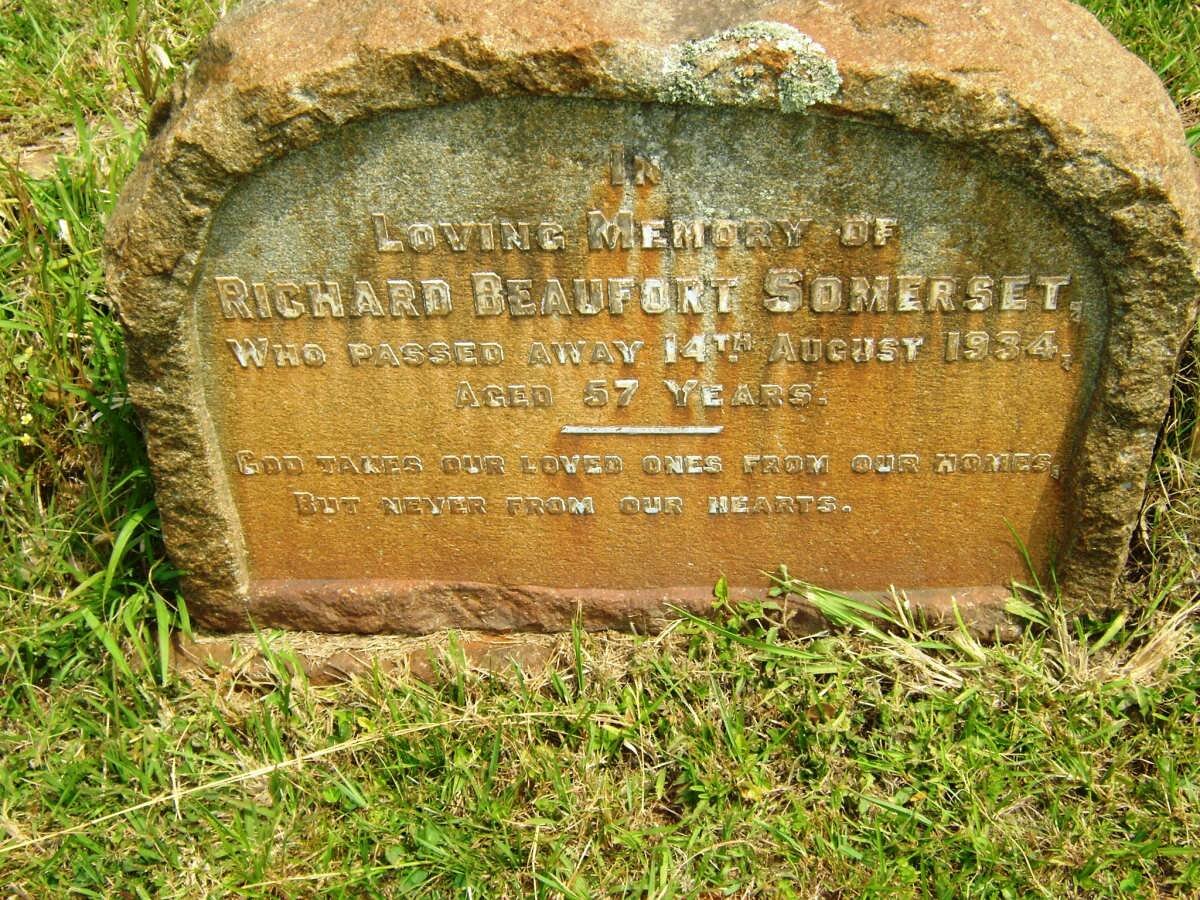 In
Loving Memory of
Richard Beaufort Somerset,
Who passed away 14th August 1934,
Aged 57 Years.
God takes our loved ones from our homes,
But never from our hearts.